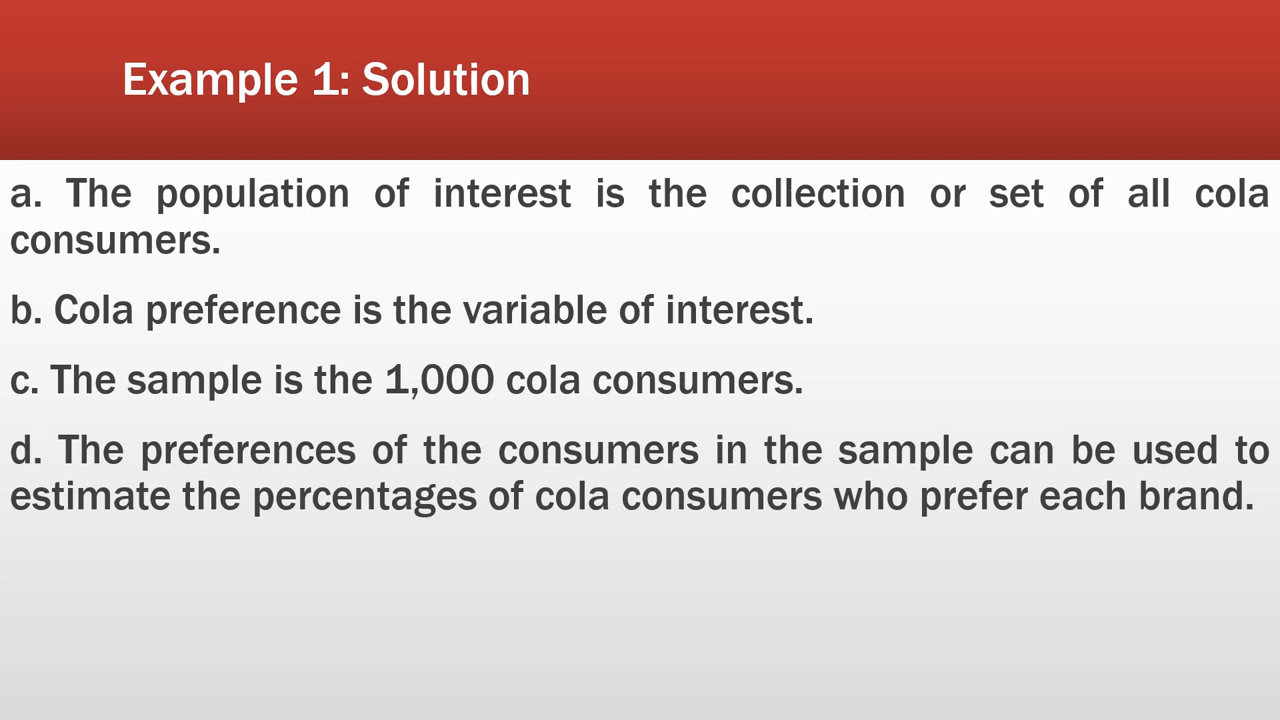 Example 1: Solution
a. The population of interest is the collection or set of all cola
consumers.
b. Cola preference is the variable of interest.
c. The sample is the 1,000 cola consumers.
d. The preferences of the consumers in the sample can be used to
estimate the percentages of cola consumers who prefer each brand.